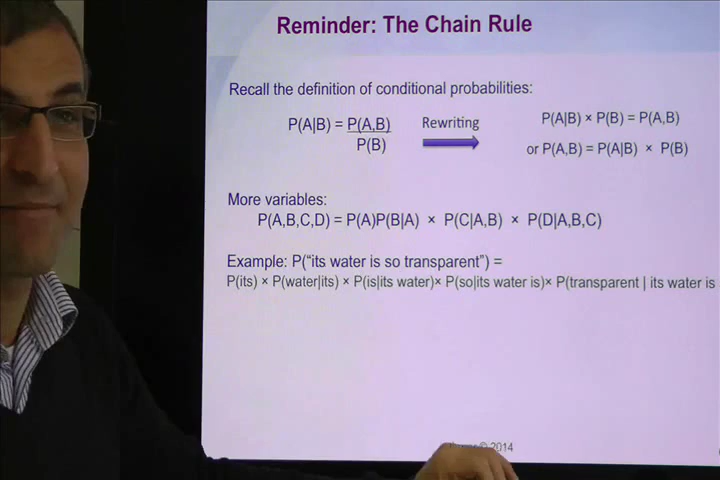 Reminder: The Chain Rule
Recall the definition of conditional probabilities:
P(A|B) = P(A,B)
P(B)
Rewriting
P(A|B) × P(B) = P(A,B)
or P(A,B) = P(A|B) × P(B)
More variables:
P(A,B,C,D) = P(A)P(B|A) × P(C|A,B) × P(D|A,B,C)
Example: P(“its water is so transparent”) =
P(its) × P(water|its) × P(is|its water)× P(so|its water is)× P(transparent | its water is
© 2014